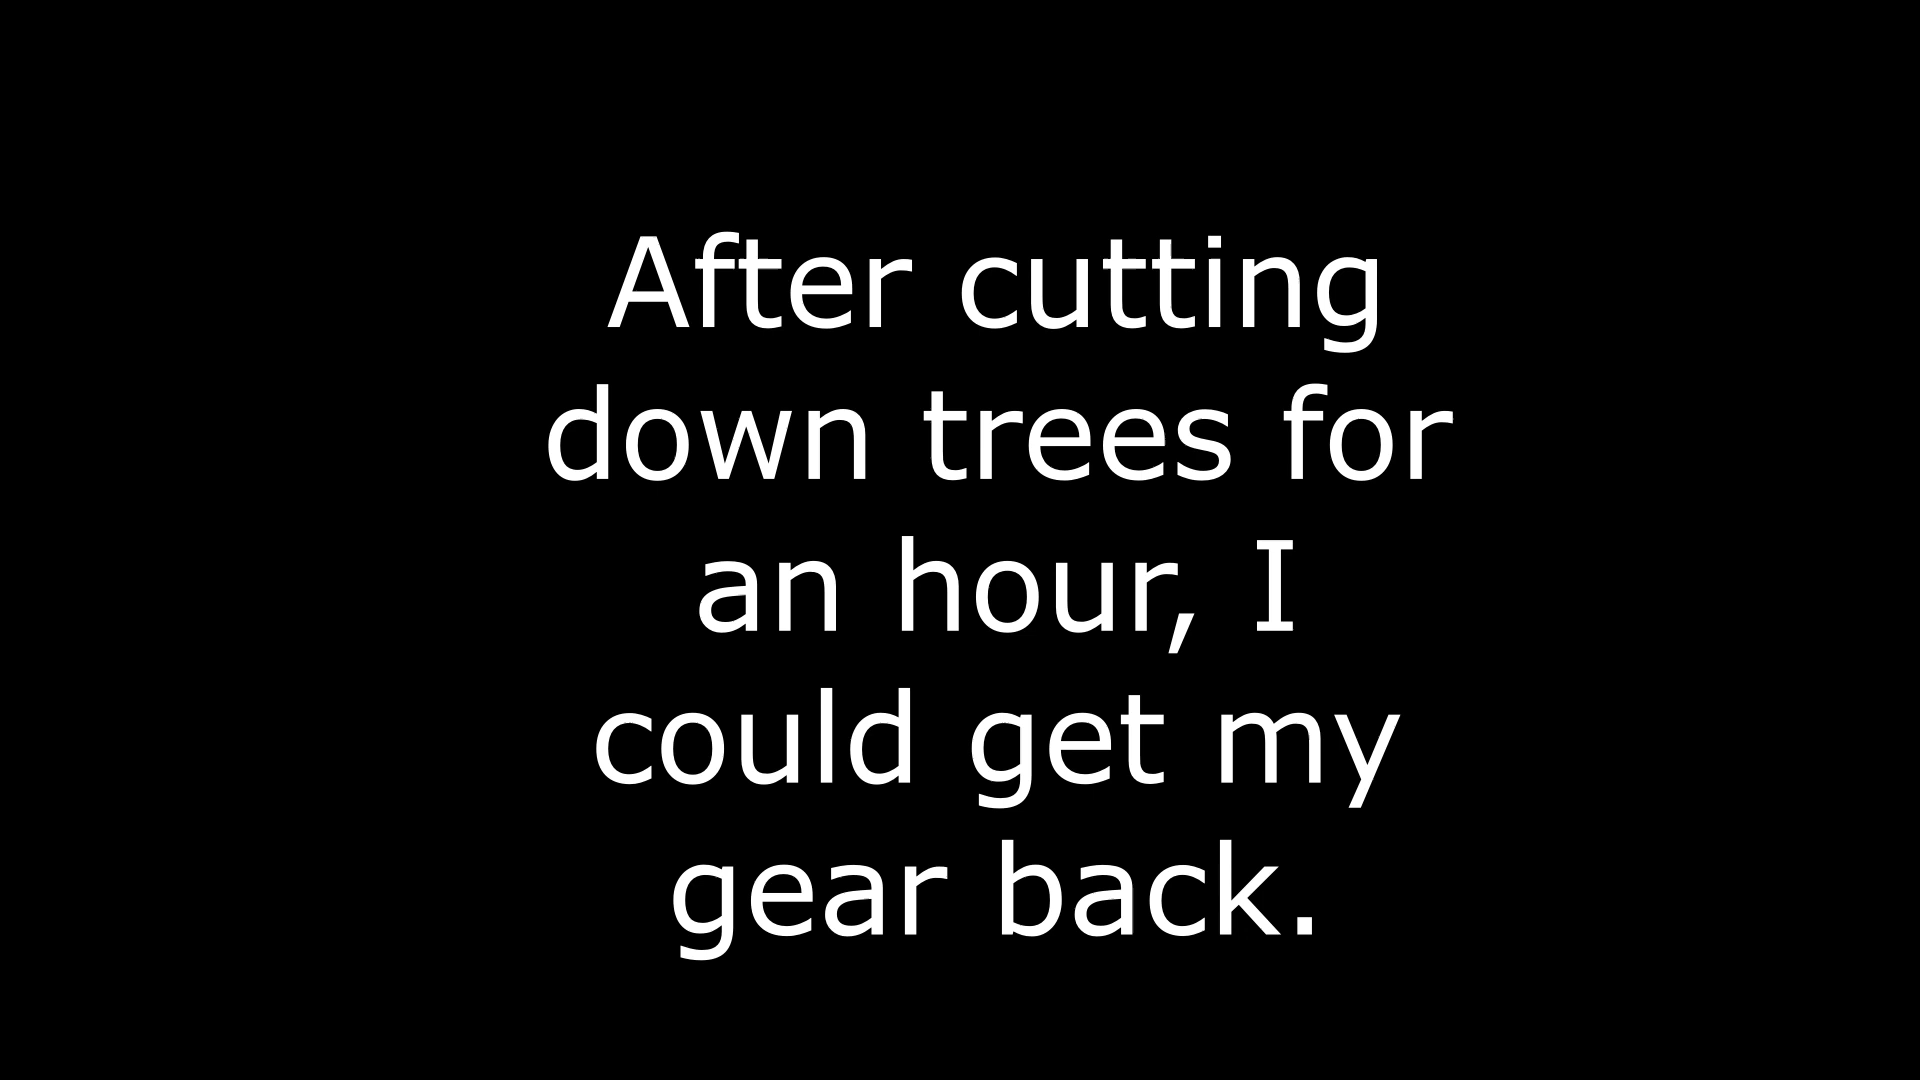 After cutting
down trees for
an hour, I
could get my
gear back.